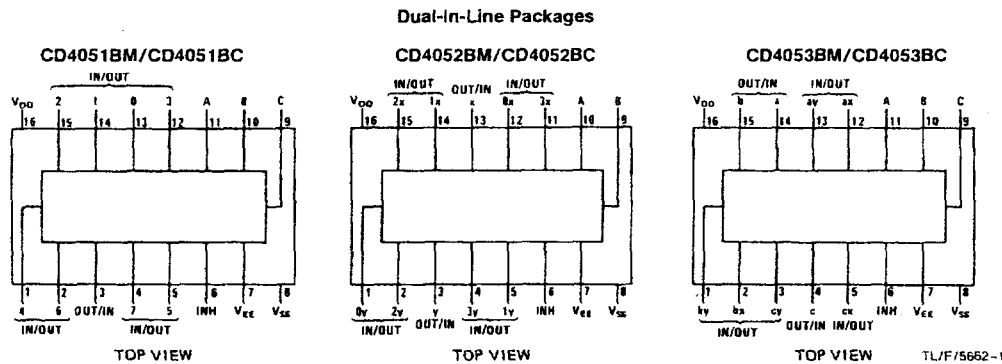 Dual-In-Line Packages
CD4051BM/CD4051BC
IN/OUT
VDD 2 1 0 3 A B C
16 15 14 13 12 11 10 9
1 2 3 4 5 6 7 8
4 6 OUT/IN 7 5 INH VEE VSS
IN/OUT IN/OUT
TOP VIEW
CD4052BM/CD4052BC
IN/OUT OUT/IN IN/OUT
VDD 2x 1x x 0x 3x A B
16 15 14 13 12 11 10 9
1 2 3 4 5 6 7 8
0y 2y y 3y 1y INH VEE VSS
IN/OUT OUT/IN IN/OUT
TOP VIEW
CD4053BM/CD4053BC
OUT/IN IN/OUT
VDD b a ay ax A B C
16 15 14 13 12 11 10 9
1 2 3 4 5 6 7 8
by bx cy c cx INH VEE VSS
IN/OUT OUT/IN IN/OUT
TOP VIEW
TL/F/5662-1